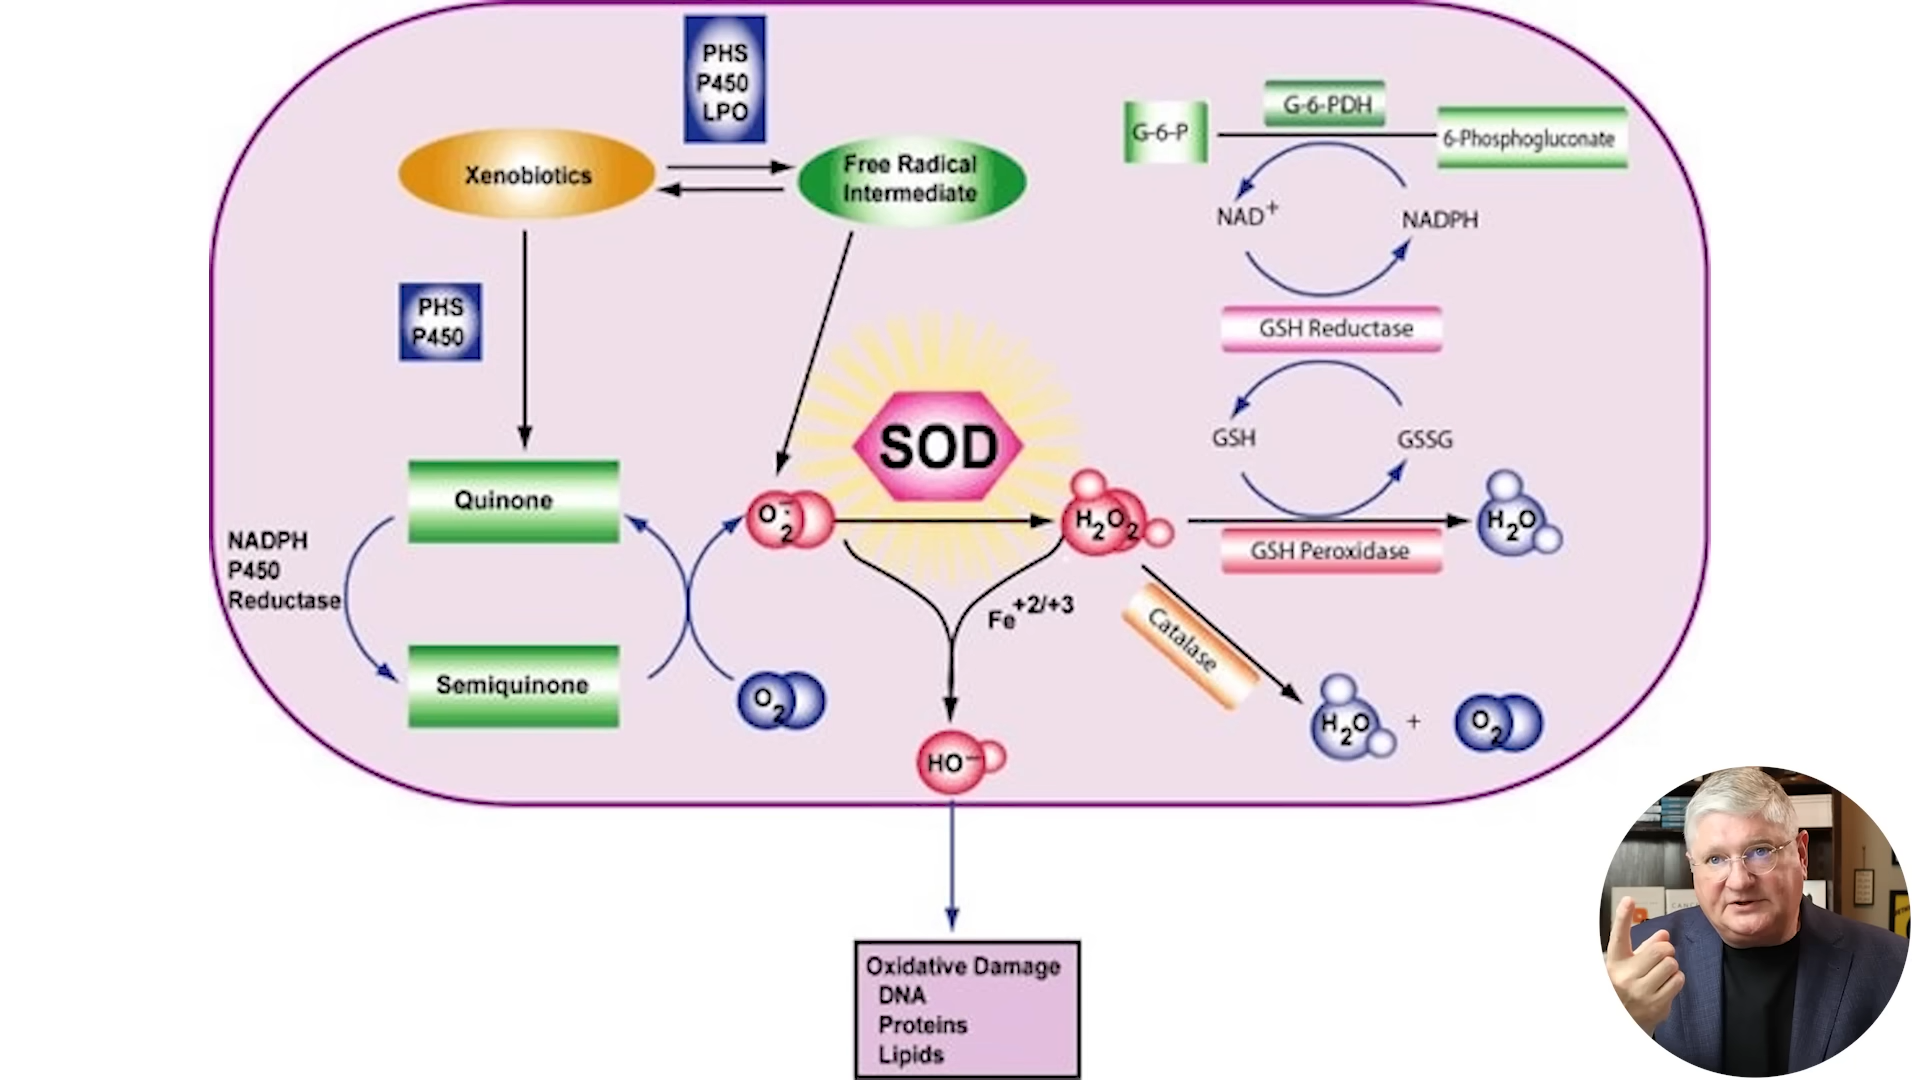 PHS
P450
LPO
Xenobiotics
Free Radical
Intermediate
G-6-P
G-6-PDH
6-Phosphogluconate
NAD+
NADPH
PHS
P450
GSH Reductase
SOD
GSH
GSSG
Quinone
O2·−
H2O2
H2O
GSH Peroxidase
NADPH
P450
Reductase
Fe+2/+3
Catalase
Semiquinone
O2
H2O + O2
HO−
Oxidative Damage
DNA
Proteins
Lipids